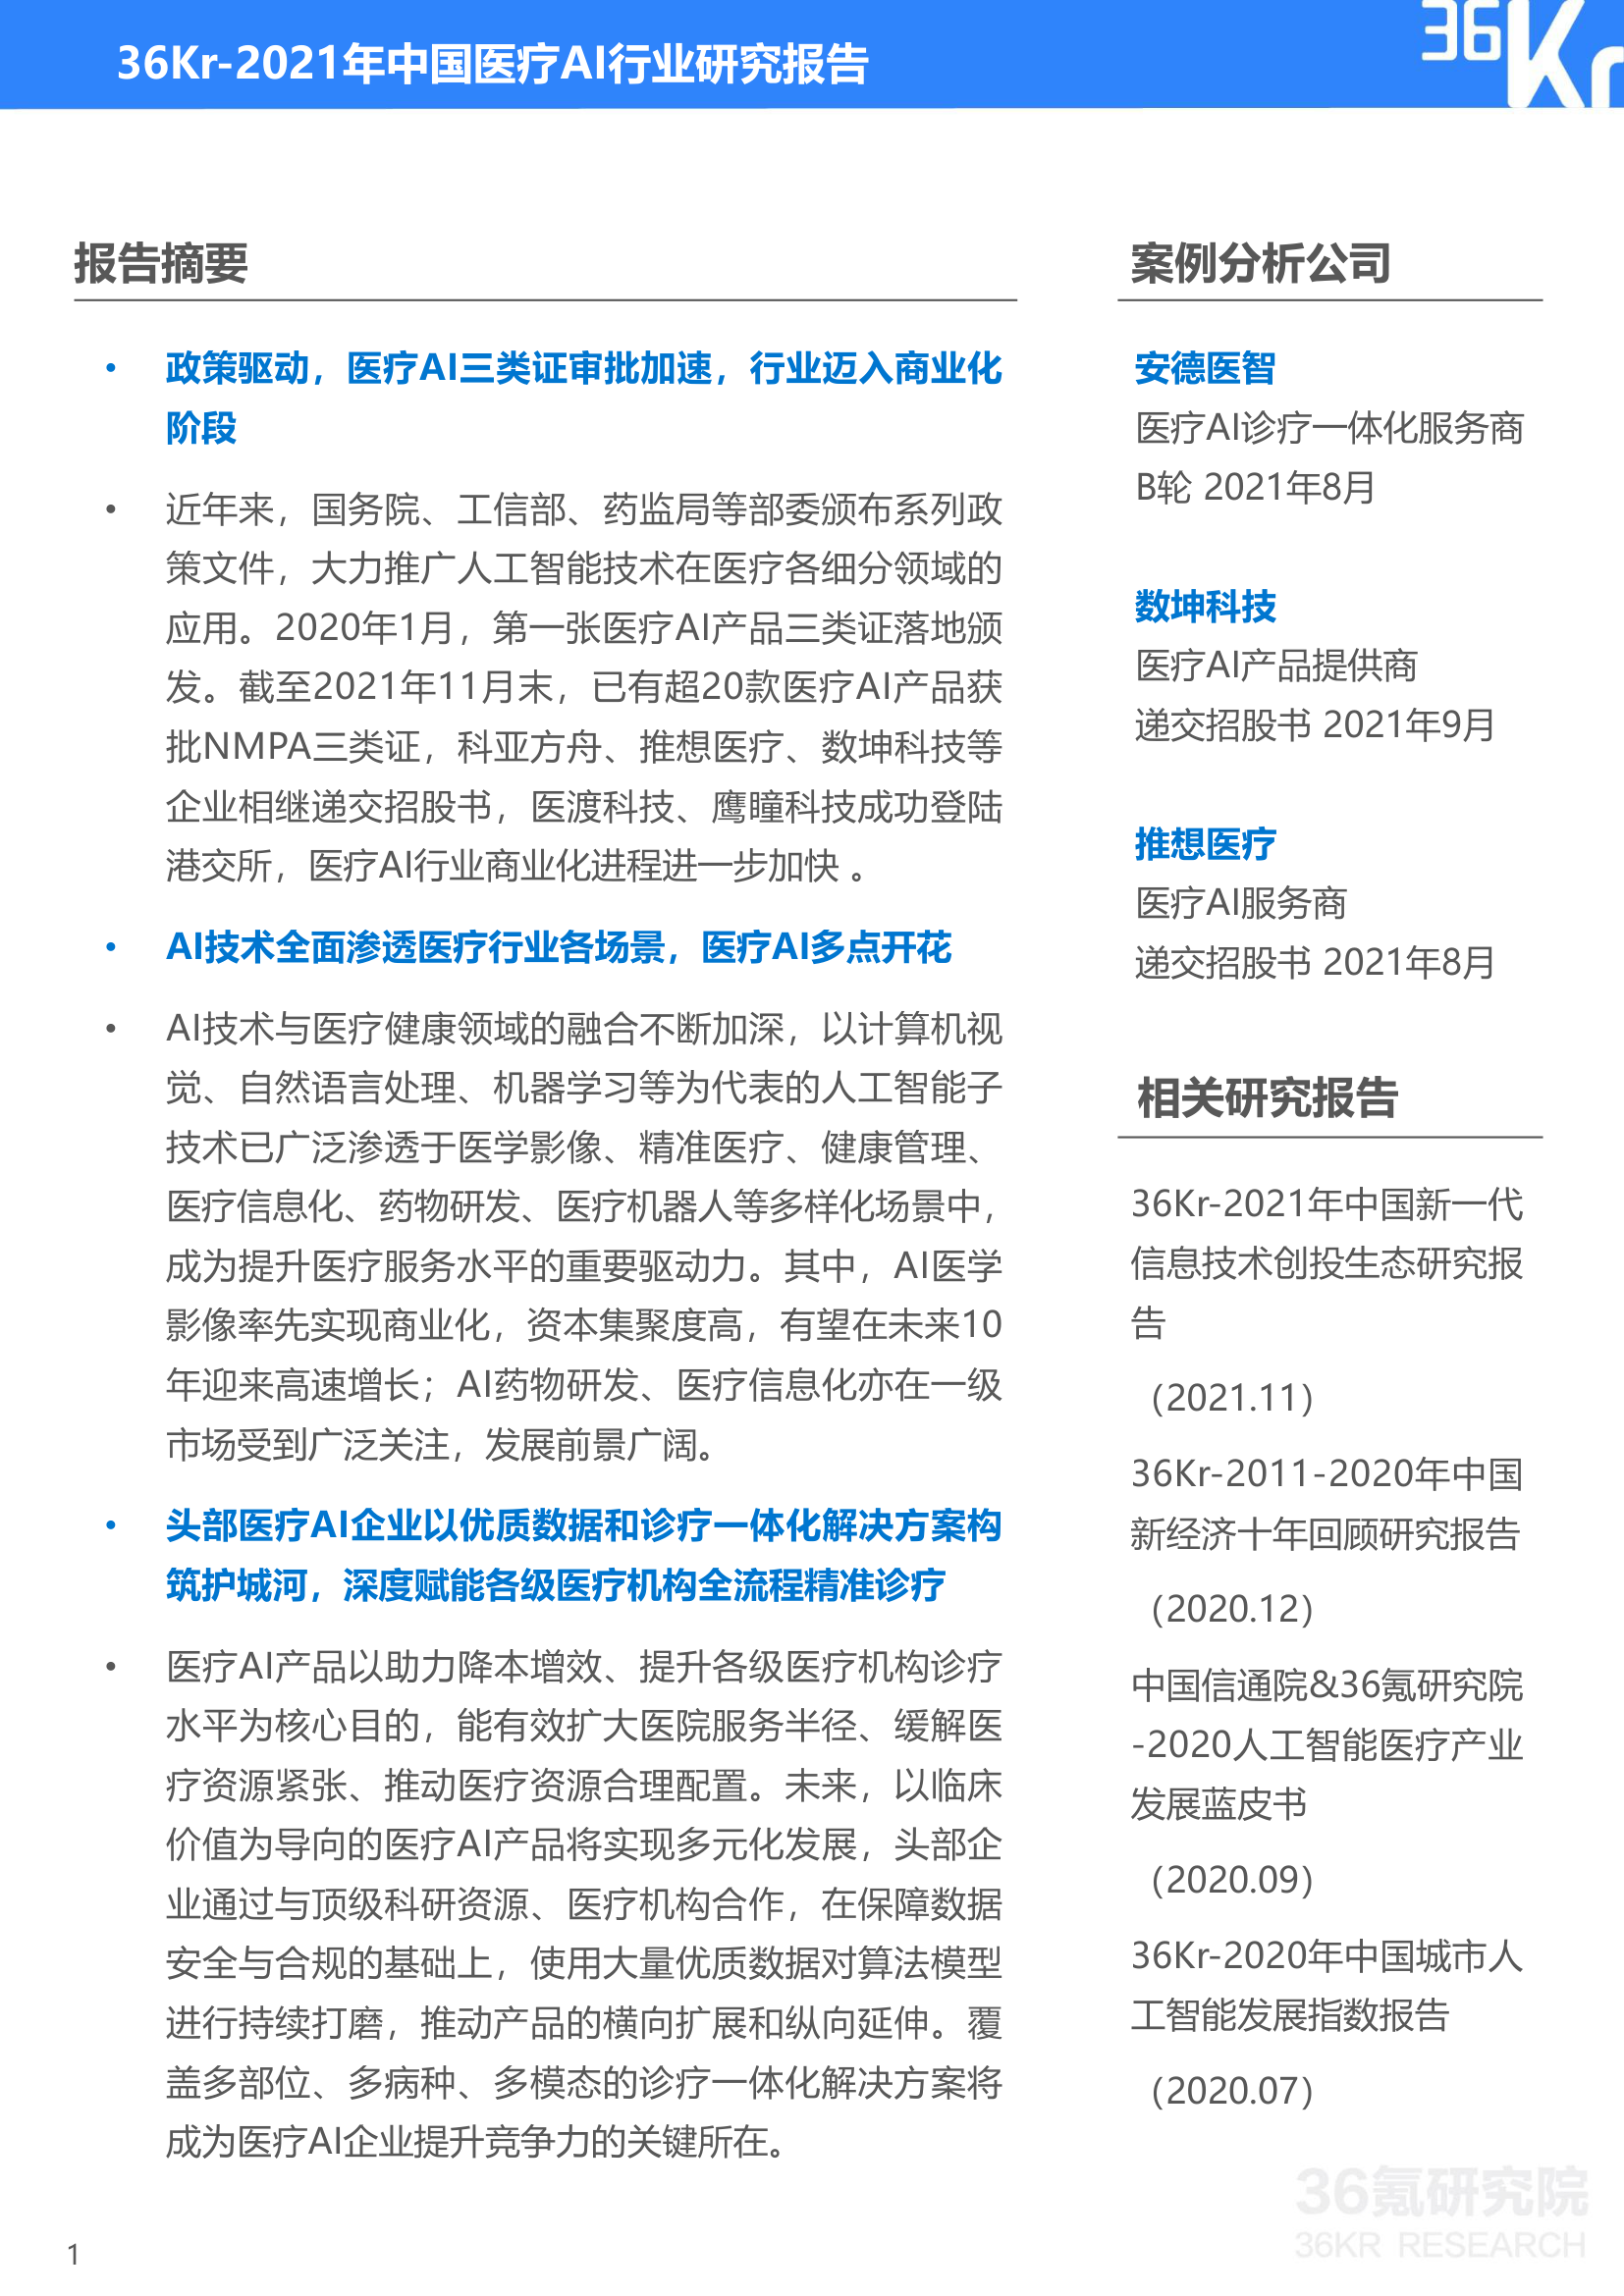 36Kr-2021年中国医疗AI行业研究报告
36Kr
报告摘要
• 政策驱动，医疗AI三类证审批加速，行业迈入商业化
阶段
• 近年来，国务院、工信部、药监局等部委颁布系列政
策文件，大力推广人工智能技术在医疗各细分领域的
应用。2020年1月，第一张医疗AI产品三类证落地颁
发。截至2021年11月末，已有超20款医疗AI产品获
批NMPA三类证，科亚方舟、推想医疗、数坤科技等
企业相继递交招股书，医渡科技、鹰瞳科技成功登陆
港交所，医疗AI行业商业化进程进一步加快 。
• AI技术全面渗透医疗行业各场景，医疗AI多点开花
• AI技术与医疗健康领域的融合不断加深，以计算机视
觉、自然语言处理、机器学习等为代表的人工智能子
技术已广泛渗透于医学影像、精准医疗、健康管理、
医疗信息化、药物研发、医疗机器人等多样化场景中，
成为提升医疗服务水平的重要驱动力。其中，AI医学
影像率先实现商业化，资本集聚度高，有望在未来10
年迎来高速增长；AI药物研发、医疗信息化亦在一级
市场受到广泛关注，发展前景广阔。
• 头部医疗AI企业以优质数据和诊疗一体化解决方案构
筑护城河，深度赋能各级医疗机构全流程精准诊疗
• 医疗AI产品以助力降本增效、提升各级医疗机构诊疗
水平为核心目的，能有效扩大医院服务半径、缓解医
疗资源紧张、推动医疗资源合理配置。未来，以临床
价值为导向的医疗AI产品将实现多元化发展，头部企
业通过与顶级科研资源、医疗机构合作，在保障数据
安全与合规的基础上，使用大量优质数据对算法模型
进行持续打磨，推动产品的横向扩展和纵向延伸。覆
盖多部位、多病种、多模态的诊疗一体化解决方案将
成为医疗AI企业提升竞争力的关键所在。
案例分析公司
安德医智
医疗AI诊疗一体化服务商
B轮 2021年8月
数坤科技
医疗AI产品提供商
递交招股书 2021年9月
推想医疗
医疗AI服务商
递交招股书 2021年8月
相关研究报告
36Kr-2021年中国新一代
信息技术创投生态研究报
告
（2021.11）
36Kr-2011-2020年中国
新经济十年回顾研究报告
（2020.12）
中国信通院&36氪研究院
-2020人工智能医疗产业
发展蓝皮书
（2020.09）
36Kr-2020年中国城市人
工智能发展指数报告
（2020.07）
36氪研究院
36KR RESEARCH
1